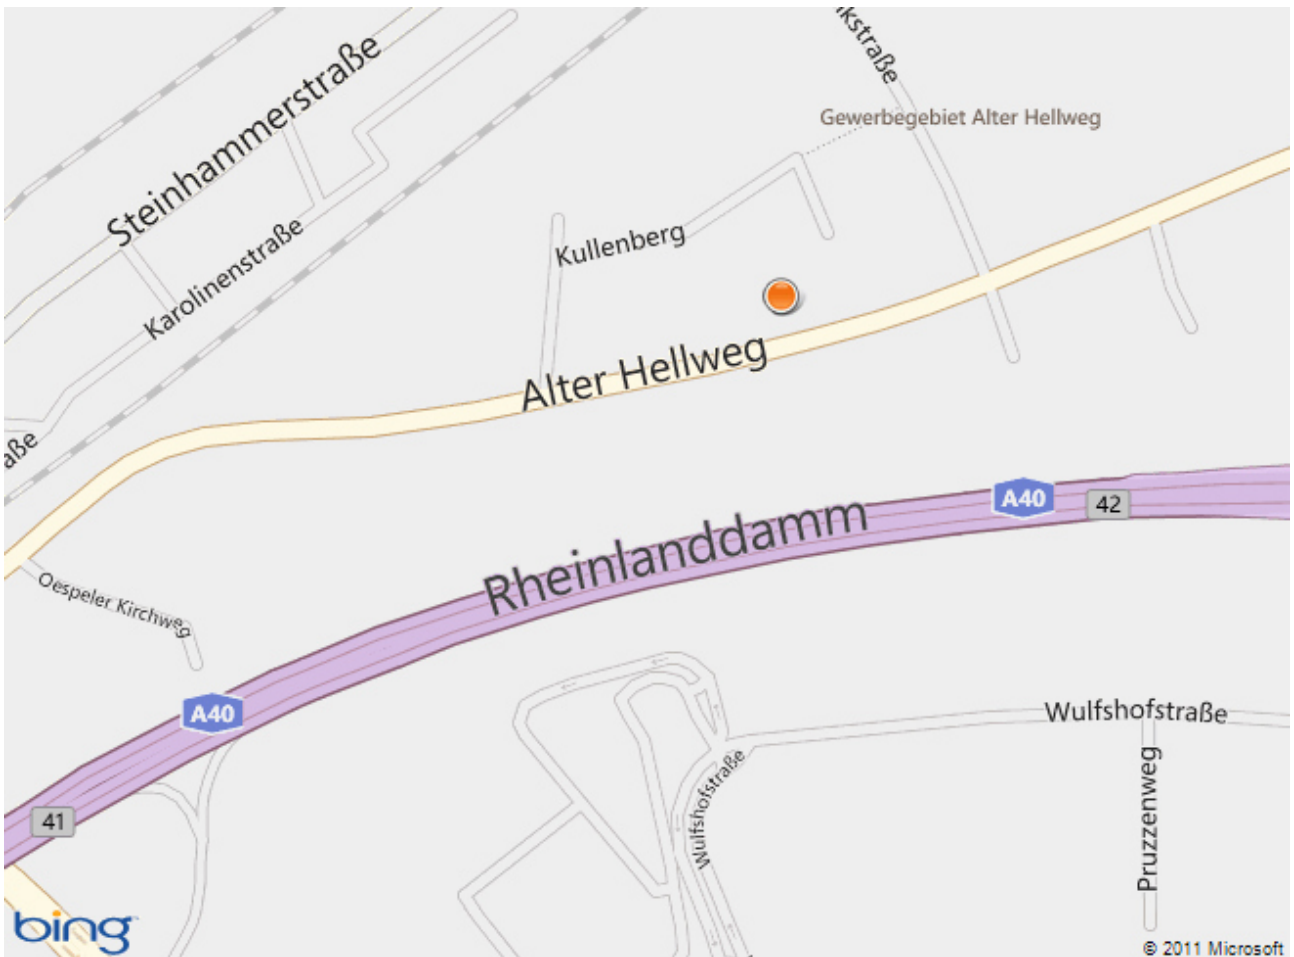 Steinhammerstraße
kstraße
Gewerbegebiet Alter Hellweg
Karolinenstraße
Kullenberg
Alter Hellweg
aße
A40
42
Rheinlanddamm
Oespeler Kirchweg
A40
Wulfshofstraße
Wulfshofstraße
Pruzzenweg
41
bing
© 2011 Microsoft